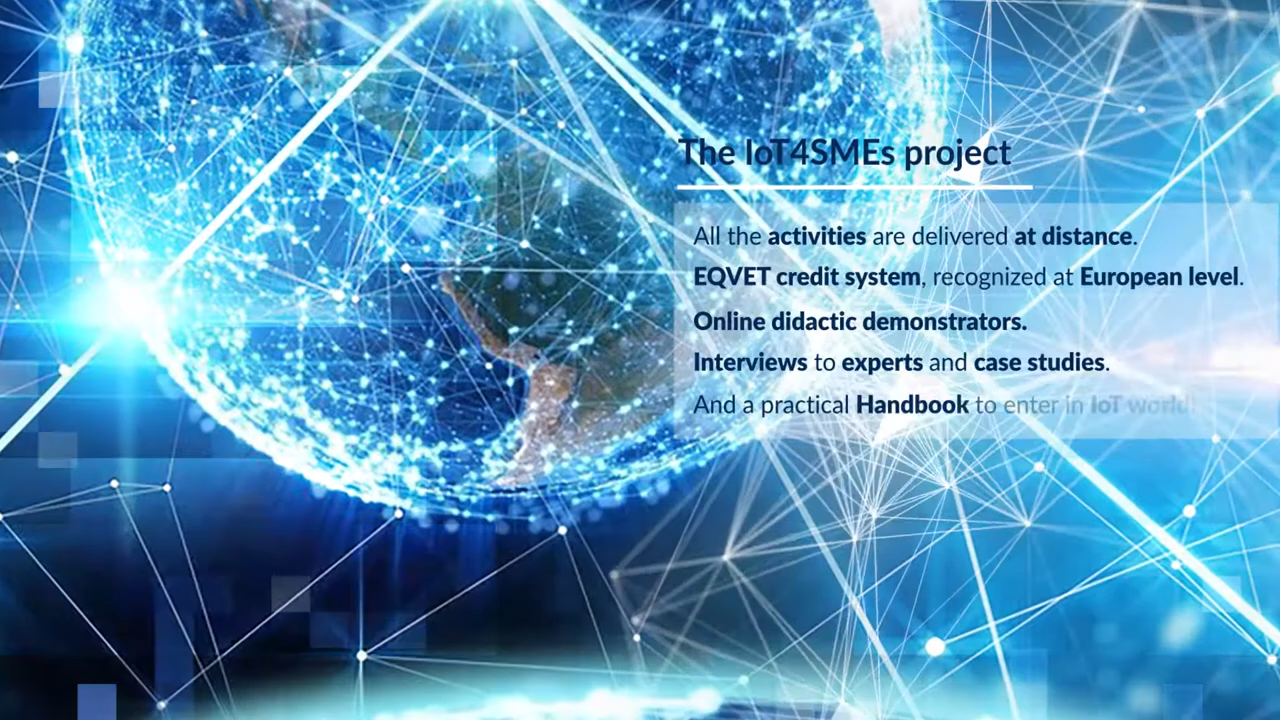 The IoT4SMEs project
All the activities are delivered at distance.
EQVET credit system, recognized at European level.
Online didactic demonstrators.
Interviews to experts and case studies.
And a practical Handbook to enter in IoT world!